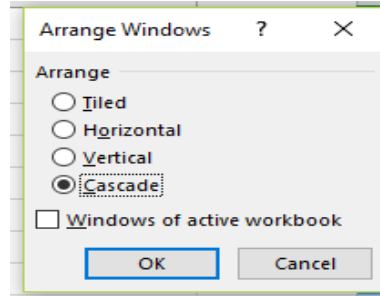 Arrange Windows ?
Arrange
Tiled
Horizontal
Vertical
Cascade
Windows of active workbook
OK Cancel